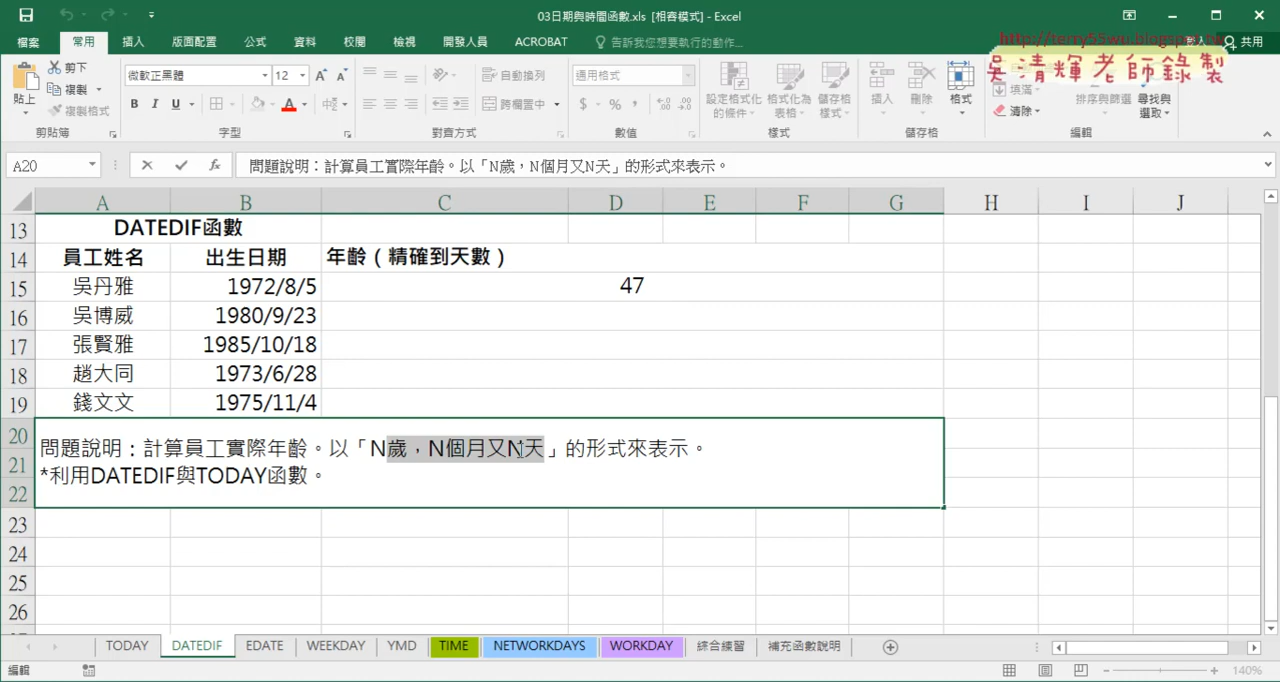 03日期與時間函數.xls [相容模式] - Excel
檔案 常用 插入 版面配置 公式 資料 校閱 檢視 開發人員 ACROBAT 告訴我您想要執行的動作... 共用
http://terry55wu.blogspot.tw
吳清輝老師錄製
貼上 剪下 複製 複製格式 剪貼簿
微軟正黑體 12 B I U 字型
自動換列 跨欄置中 對齊方式
通用格式 $ % , 數值
設定格式化的條件 格式化為表格 儲存格樣式 樣式
插入 刪除 格式 儲存格
填滿 清除 排序與篩選 尋找與選取 編輯
A20 fx 問題說明：計算員工實際年齡。以「N歲，N個月又N天」的形式來表示。
A B C D E F G H I J
13 DATEDIF函數
14 員工姓名 出生日期 年齡（精確到天數）
15 吳丹雅 1972/8/5 47
16 吳博威 1980/9/23
17 張賢雅 1985/10/18
18 趙大同 1973/6/28
19 錢文文 1975/11/4
20 問題說明：計算員工實際年齡。以「N歲，N個月又N天」的形式來表示。
21 *利用DATEDIF與TODAY函數。
22
23
24
25
26
TODAY DATEDIF EDATE WEEKDAY YMD TIME NETWORKDAYS WORKDAY 綜合練習 補充函數說明
編輯 140%